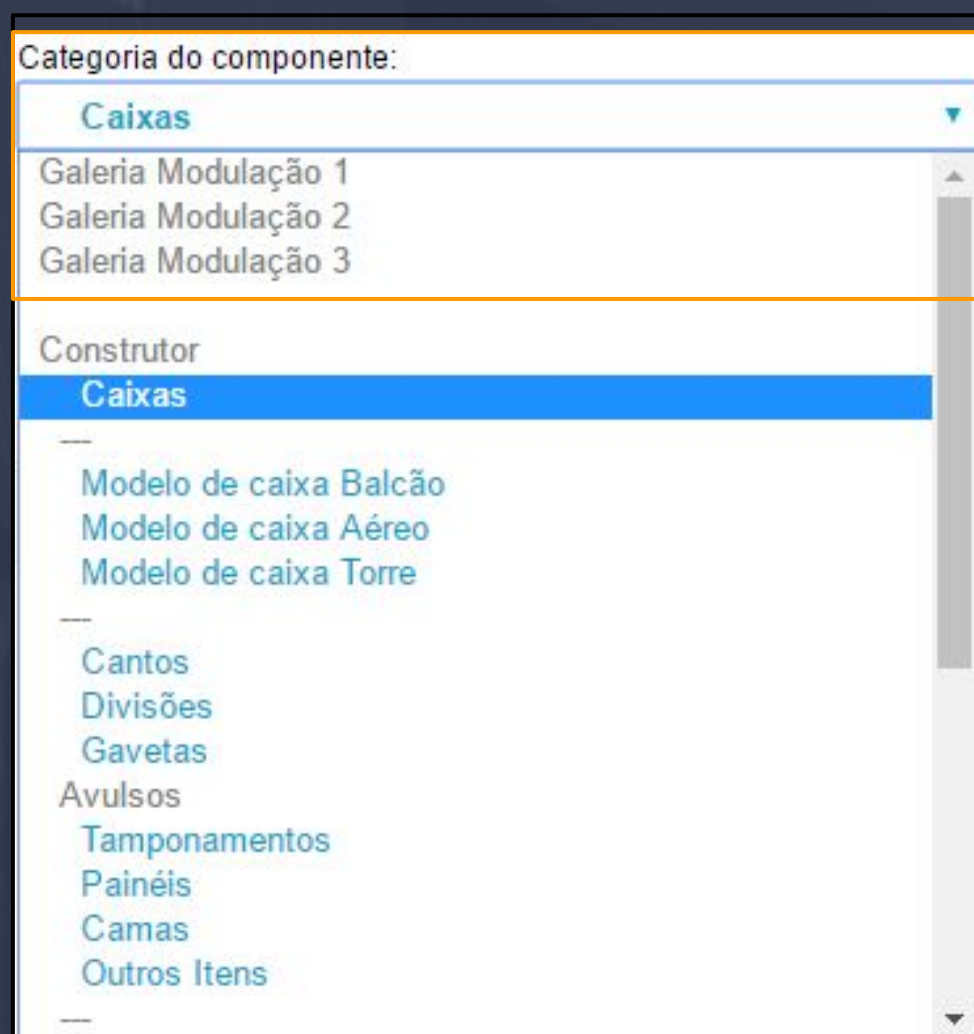 Categoria do componente:
Caixas
Galeria Modulação 1
Galeria Modulação 2
Galeria Modulação 3
Construtor
Caixas
---
Modelo de caixa Balcão
Modelo de caixa Aéreo
Modelo de caixa Torre
---
Cantos
Divisões
Gavetas
Avulsos
Tamponamentos
Painéis
Camas
Outros Itens
---